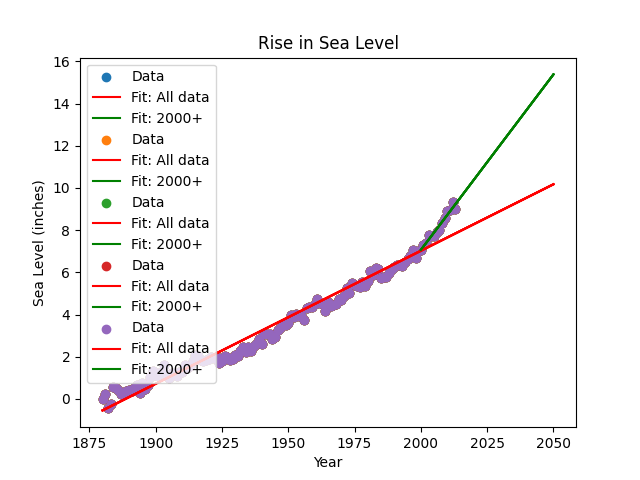 Rise in Sea Level
16
14
12
10
8
6
4
2
0
Sea Level (inches)
Data
Fit: All data
Fit: 2000+
Data
Fit: All data
Fit: 2000+
Data
Fit: All data
Fit: 2000+
Data
Fit: All data
Fit: 2000+
Data
Fit: All data
Fit: 2000+
1875 1900 1925 1950 1975 2000 2025 2050
Year